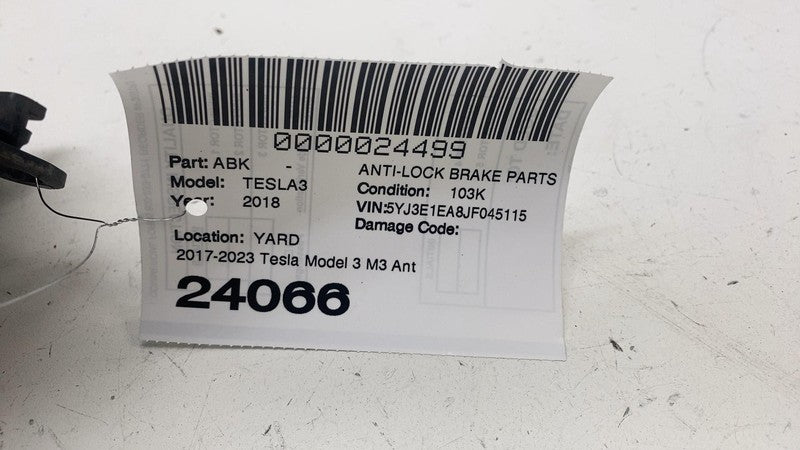 0000024499
Part: ABK - ANTI-LOCK BRAKE PARTS
Model: TESLA3 Condition: 103K
Year: 2018 VIN:5YJ3E1EA8JF045115
Damage Code:
Location: YARD
2017-2023 Tesla Model 3 M3 Ant
24066